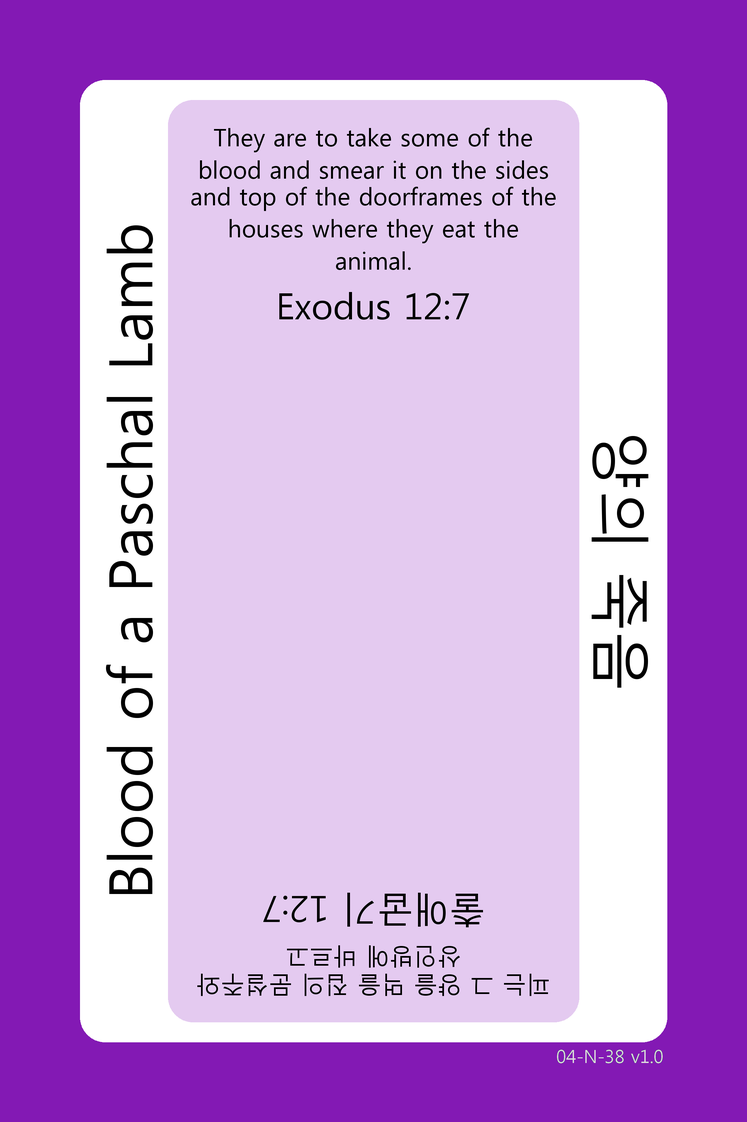 They are to take some of the
blood and smear it on the sides
and top of the doorframes of the
houses where they eat the
animal.
Exodus 12:7
Blood of a Paschal Lamb
양의 죽음
피는 그 양을 먹을 집의 문설주와
상인방에 바르고
출애굽기 12:7
04-N-38 v1.0